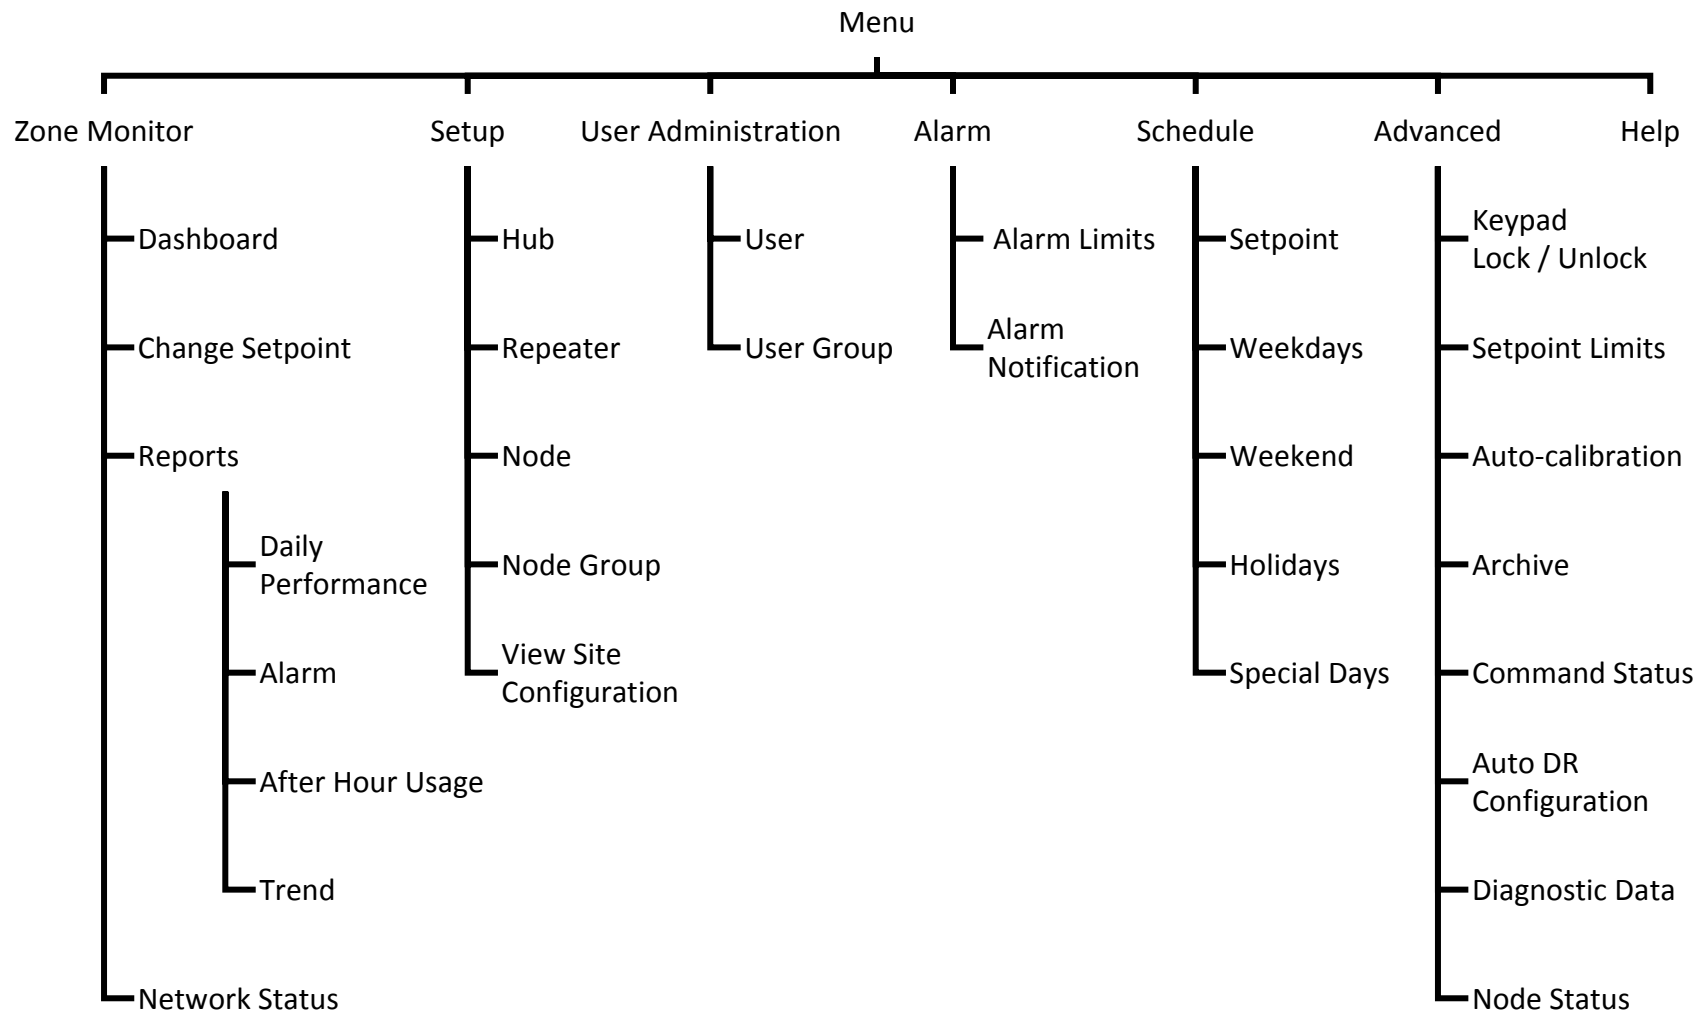 Menu
Zone Monitor
Setup
User Administration
Alarm
Schedule
Advanced
Help
Dashboard
Change Setpoint
Reports
Daily
Performance
Alarm
After Hour Usage
Trend
Network Status
Hub
Repeater
Node
Node Group
View Site
Configuration
User
User Group
Alarm Limits
Alarm
Notification
Setpoint
Weekdays
Weekend
Holidays
Special Days
Keypad
Lock / Unlock
Setpoint Limits
Auto-calibration
Archive
Command Status
Auto DR
Configuration
Diagnostic Data
Node Status